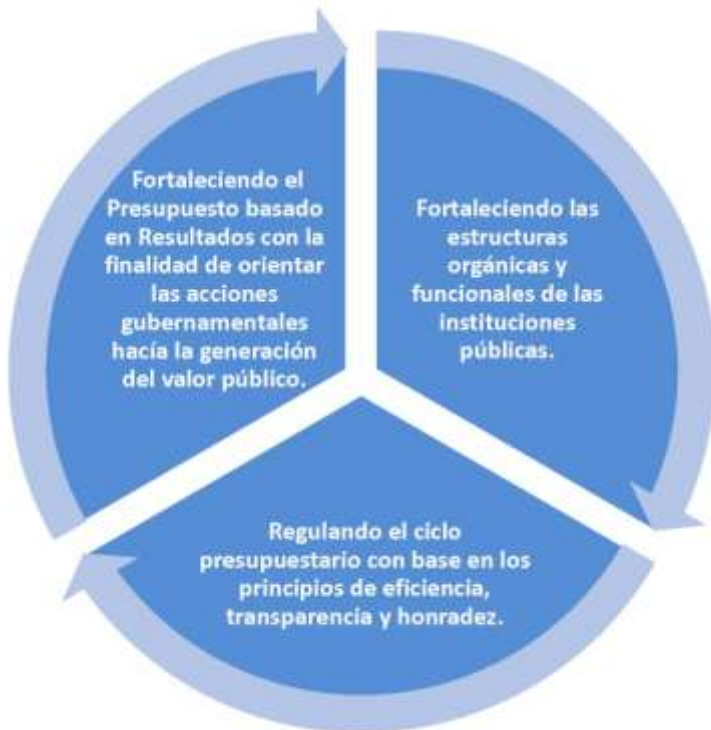 Fortaleciendo el
Presupuesto basado
en Resultados con la
finalidad de orientar
las acciones
gubernamentales
hacía la generación
del valor público.
Fortaleciendo las
estructuras
orgánicas y
funcionales de las
instituciones
públicas.
Regulando el ciclo
presupuestario con base en los
principios de eficiencia,
transparencia y honradez.